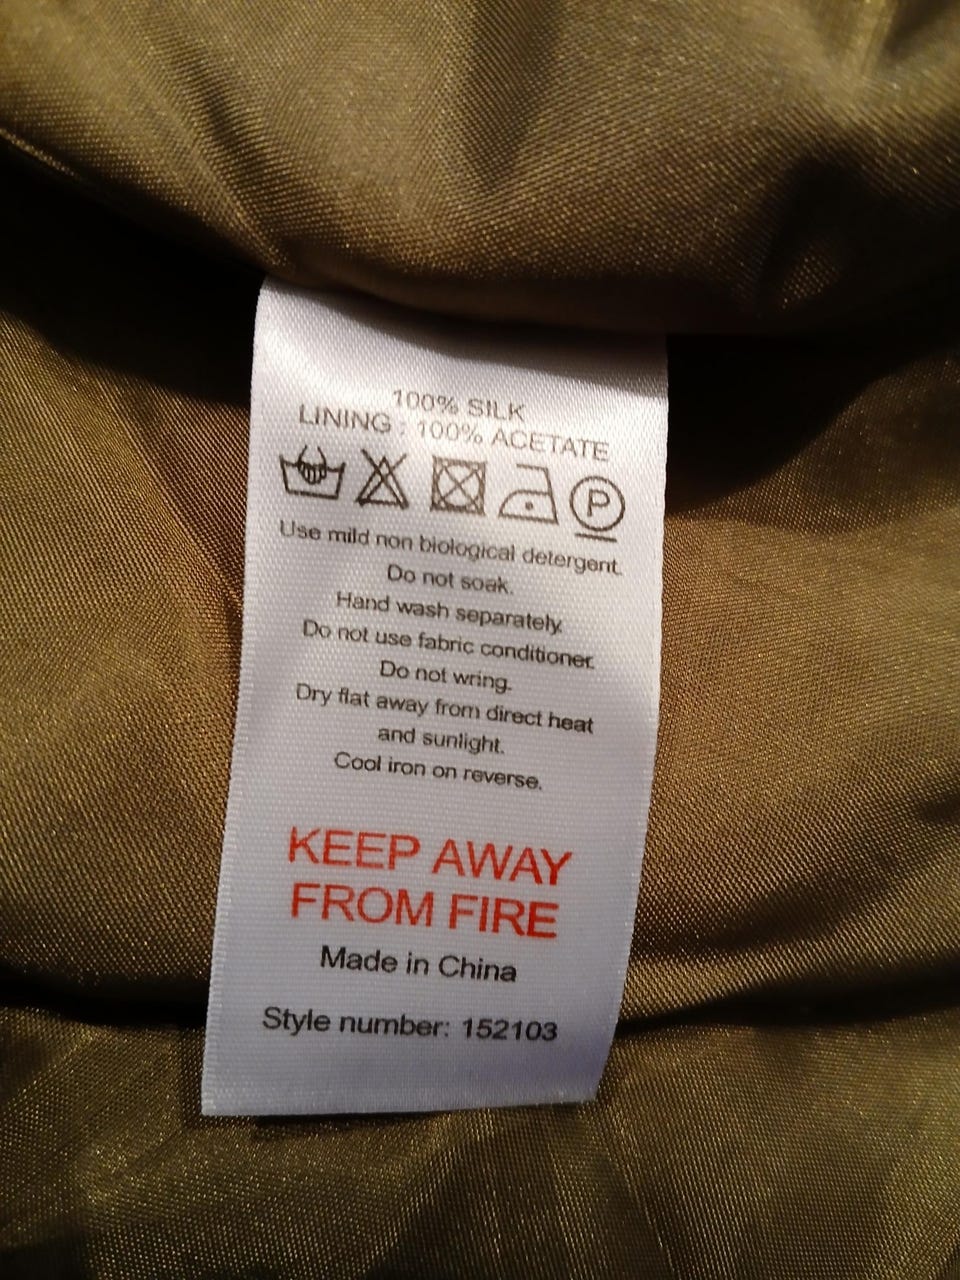 100% SILK
LINING : 100% ACETATE
P
Use mild non biological detergent.
Do not soak.
Hand wash separately.
Do not use fabric conditioner.
Do not wring.
Dry flat away from direct heat
and sunlight.
Cool iron on reverse.
KEEP AWAY
FROM FIRE
Made in China
Style number: 152103